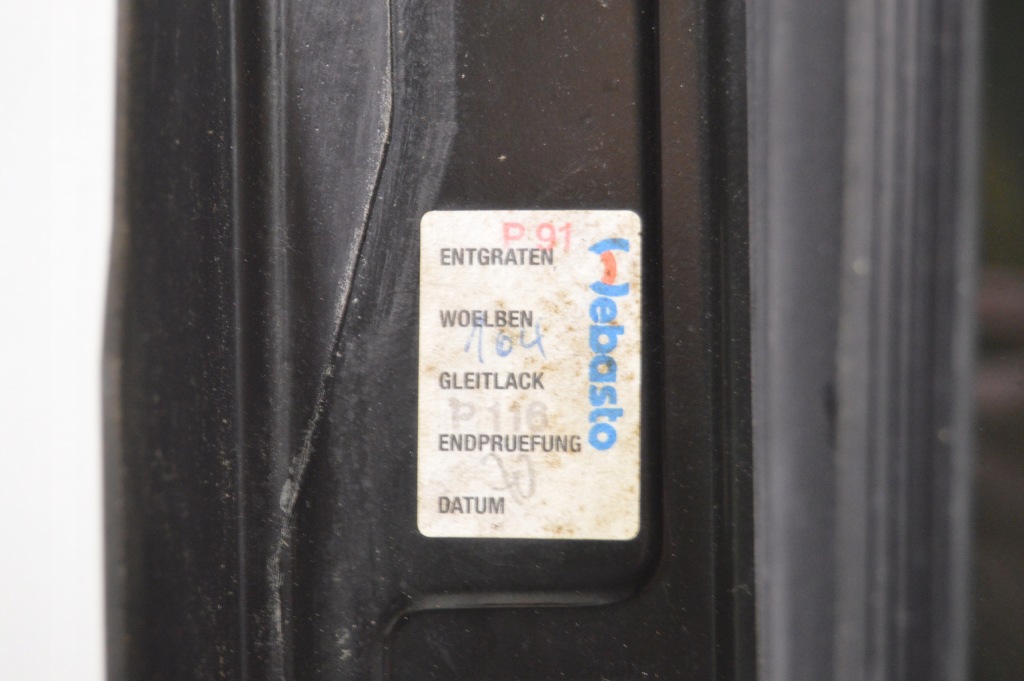 P 91
ENTGRATEN
WOELBEN
104
GLEITLACK
P 116
ENDPRUEFUNG
DATUM
Webasto